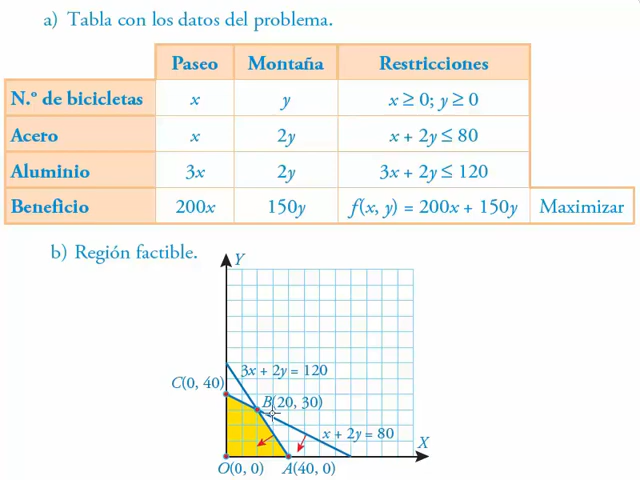 a) Tabla con los datos del problema.
Paseo Montaña Restricciones
N.º de bicicletas x y x ≥ 0; y ≥ 0
Acero x 2y x + 2y ≤ 80
Aluminio 3x 2y 3x + 2y ≤ 120
Beneficio 200x 150y f(x, y) = 200x + 150y Maximizar
b) Región factible.
Y
3x + 2y = 120
C(0, 40)
B(20, 30)
x + 2y = 80
X
O(0, 0) A(40, 0)